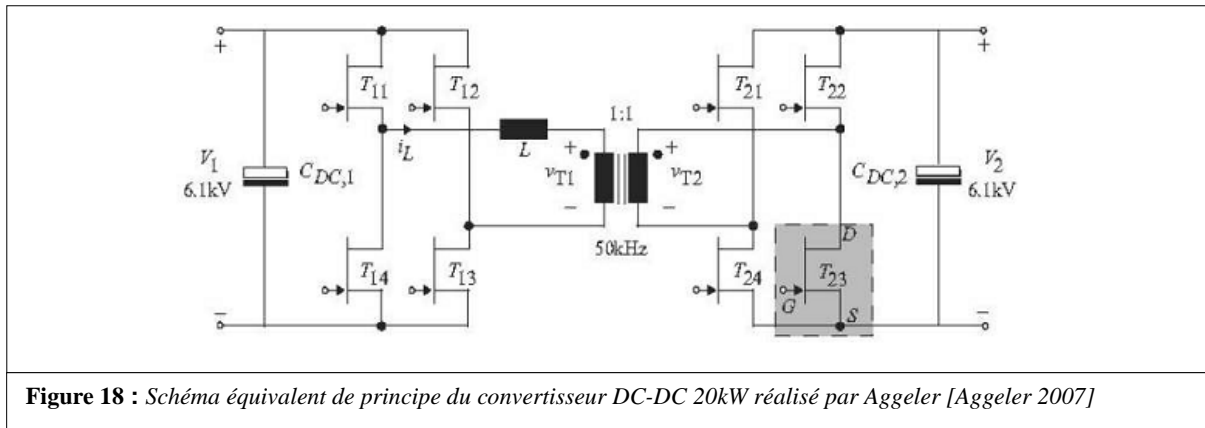 + + 
T11 T12 T21 T22
1:1
iL L + +
V1 CDC,1 vT1 vT2 CDC,2 V2
6.1kV 6.1kV
− −
50kHz D
T14 T13 T24 T23
G
− S −
Figure 18 : Schéma équivalent de principe du convertisseur DC-DC 20kW réalisé par Aggeler [Aggeler 2007]